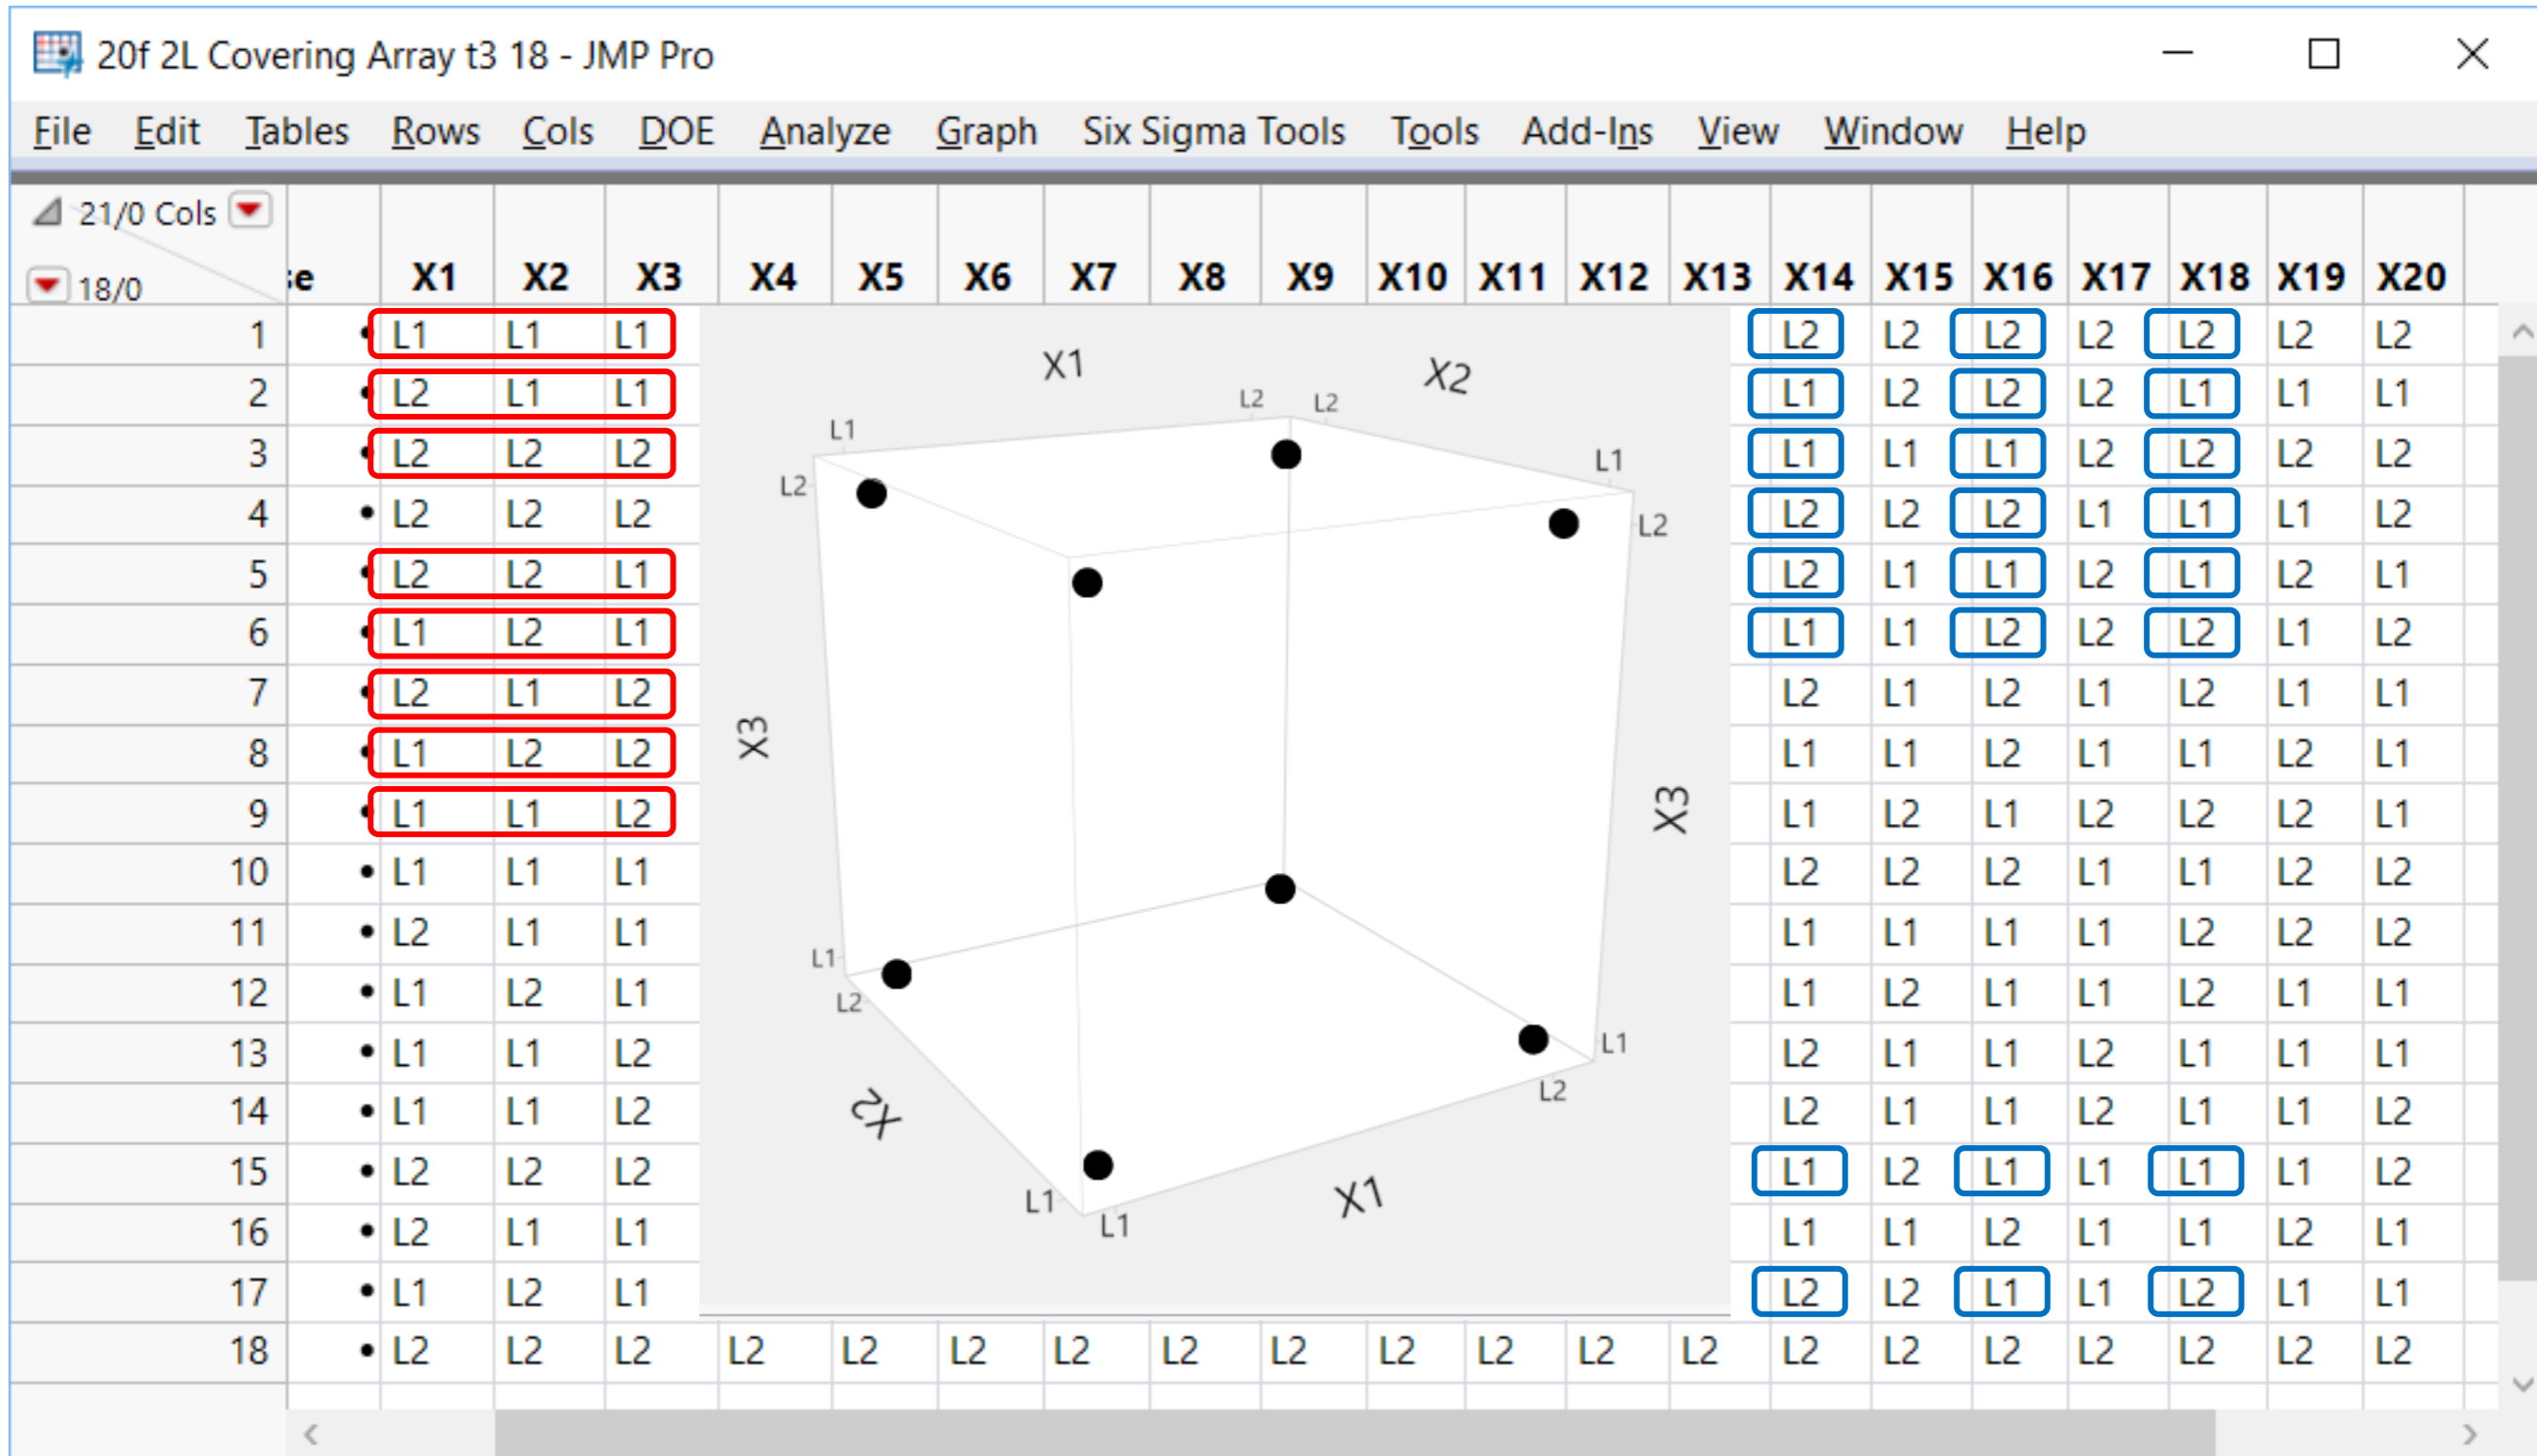 20f 2L Covering Array t3 18 - JMP Pro
File Edit Tables Rows Cols DOE Analyze Graph Six Sigma Tools Tools Add-Ins View Window Help
21/0 Cols
18/0 se X1 X2 X3 X4 X5 X6 X7 X8 X9 X10 X11 X12 X13 X14 X15 X16 X17 X18 X19 X20
1 • L1 L1 L1 L2 L2 L2 L2 L2 L2 L2
2 • L2 L1 L1 L1 L2 L2 L2 L1 L1 L1
3 • L2 L2 L2 L1 L1 L1 L2 L2 L2 L2
4 • L2 L2 L2 L2 L2 L2 L1 L1 L1 L2
5 • L2 L2 L1 L2 L1 L1 L2 L1 L2 L1
6 • L1 L2 L1 L1 L1 L2 L2 L2 L1 L2
7 • L2 L1 L2 L2 L1 L2 L1 L2 L1 L1
8 • L1 L2 L2 L1 L1 L2 L1 L1 L2 L1
9 • L1 L1 L2 L1 L2 L1 L2 L2 L2 L1
10 • L1 L1 L1 L2 L2 L2 L1 L1 L2 L2
11 • L2 L1 L1 L1 L1 L1 L1 L2 L2 L2
12 • L1 L2 L1 L1 L2 L1 L1 L2 L1 L1
13 • L1 L1 L2 L2 L1 L1 L2 L1 L1 L1
14 • L1 L1 L2 L2 L1 L1 L2 L1 L1 L2
15 • L2 L2 L2 L1 L2 L1 L1 L1 L1 L2
16 • L2 L1 L1 L1 L1 L2 L1 L1 L2 L1
17 • L1 L2 L1 L2 L2 L1 L1 L2 L1 L1
18 • L2 L2 L2 L2 L2 L2 L2 L2 L2 L2 L2 L2 L2 L2 L2 L2 L2 L2 L2 L2
X1 X2
L2 L2
L1
L1
L2
L2
X3
X3
L1
L2
L1
L2
X2
X1
L1
L1